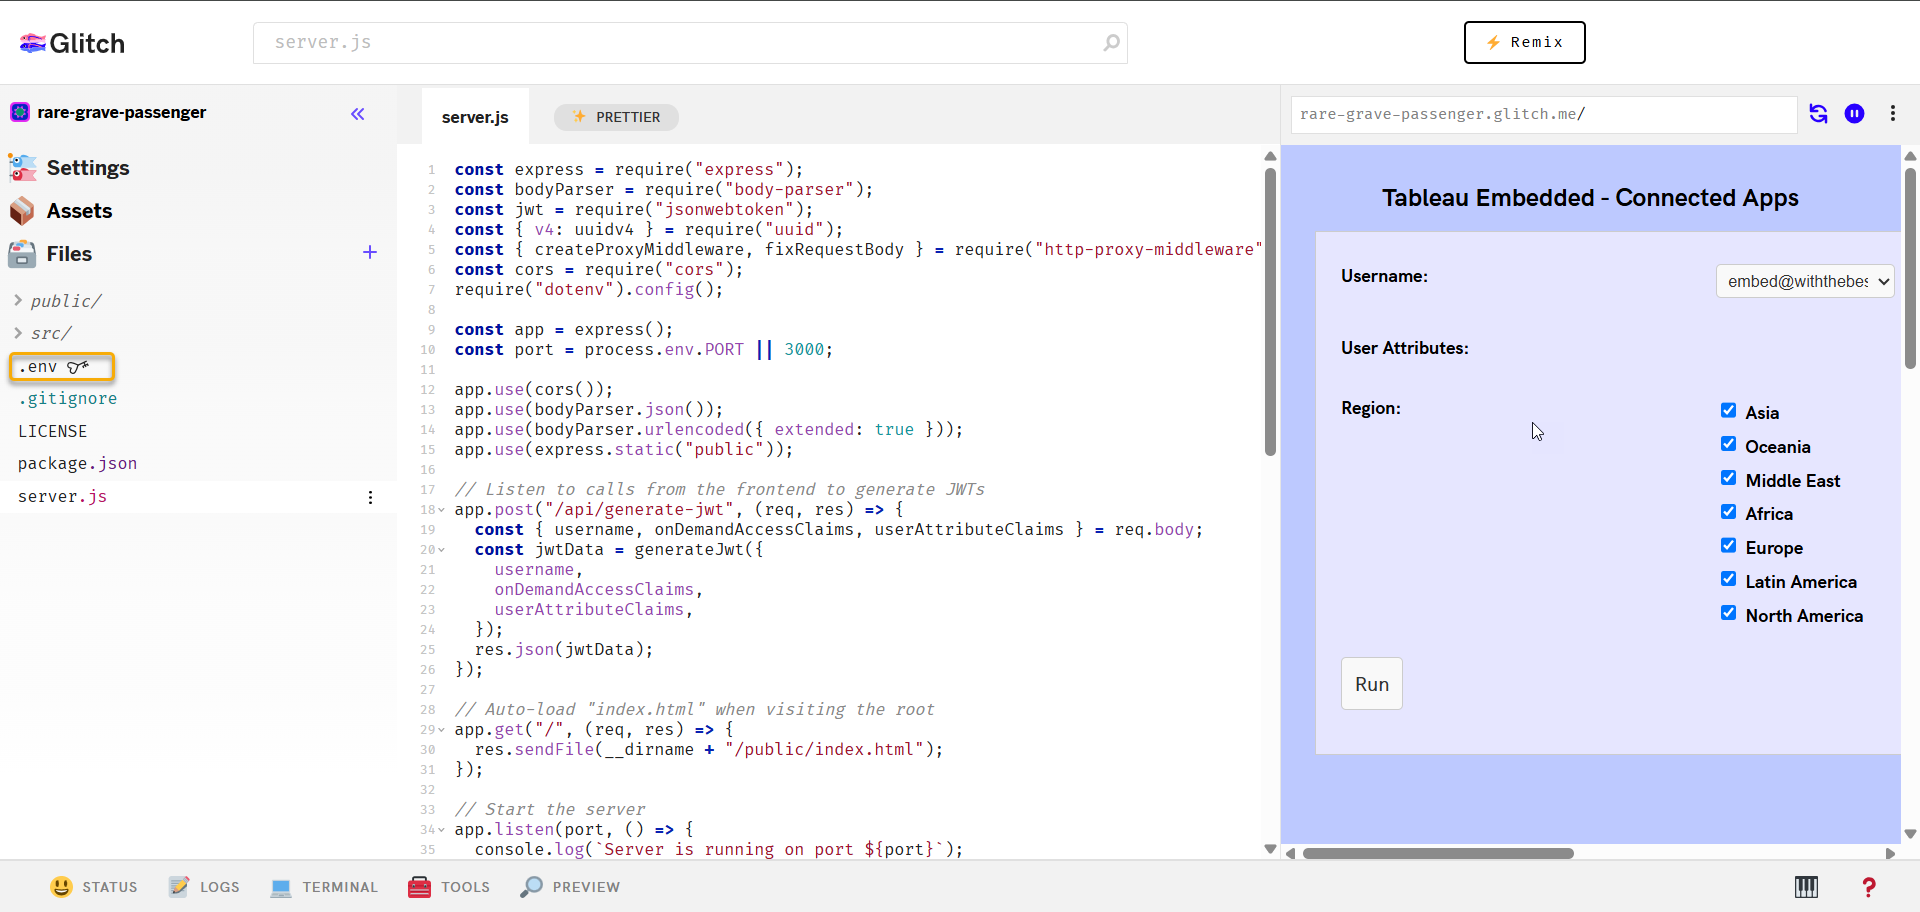 Glitch
server.js
⚡ Remix
rare-grave-passenger
Settings
Assets
Files
public/
src/
.env
.gitignore
LICENSE
package.json
server.js
server.js
PRETTIER
1 const express = require("express");
2 const bodyParser = require("body-parser");
3 const jwt = require("jsonwebtoken");
4 const { v4: uuidv4 } = require("uuid");
5 const { createProxyMiddleware, fixRequestBody } = require("http-proxy-middleware"
6 const cors = require("cors");
7 require("dotenv").config();
8
9 const app = express();
10 const port = process.env.PORT || 3000;
11
12 app.use(cors());
13 app.use(bodyParser.json());
14 app.use(bodyParser.urlencoded({ extended: true }));
15 app.use(express.static("public"));
16
17 // Listen to calls from the frontend to generate JWTs
18 app.post("/api/generate-jwt", (req, res) => {
19 const { username, onDemandAccessClaims, userAttributeClaims } = req.body;
20 const jwtData = generateJwt({
21 username,
22 onDemandAccessClaims,
23 userAttributeClaims,
24 });
25 res.json(jwtData);
26 });
27
28 // Auto-load "index.html" when visiting the root
29 app.get("/", (req, res) => {
30 res.sendFile(__dirname + "/public/index.html");
31 });
32
33 // Start the server
34 app.listen(port, () => {
35 console.log(`Server is running on port ${port}`);
rare-grave-passenger.glitch.me/
Tableau Embedded - Connected Apps
Username:
embed@withthebes
User Attributes:
Region:
Asia
Oceania
Middle East
Africa
Europe
Latin America
North America
Run
STATUS
LOGS
TERMINAL
TOOLS
PREVIEW
?